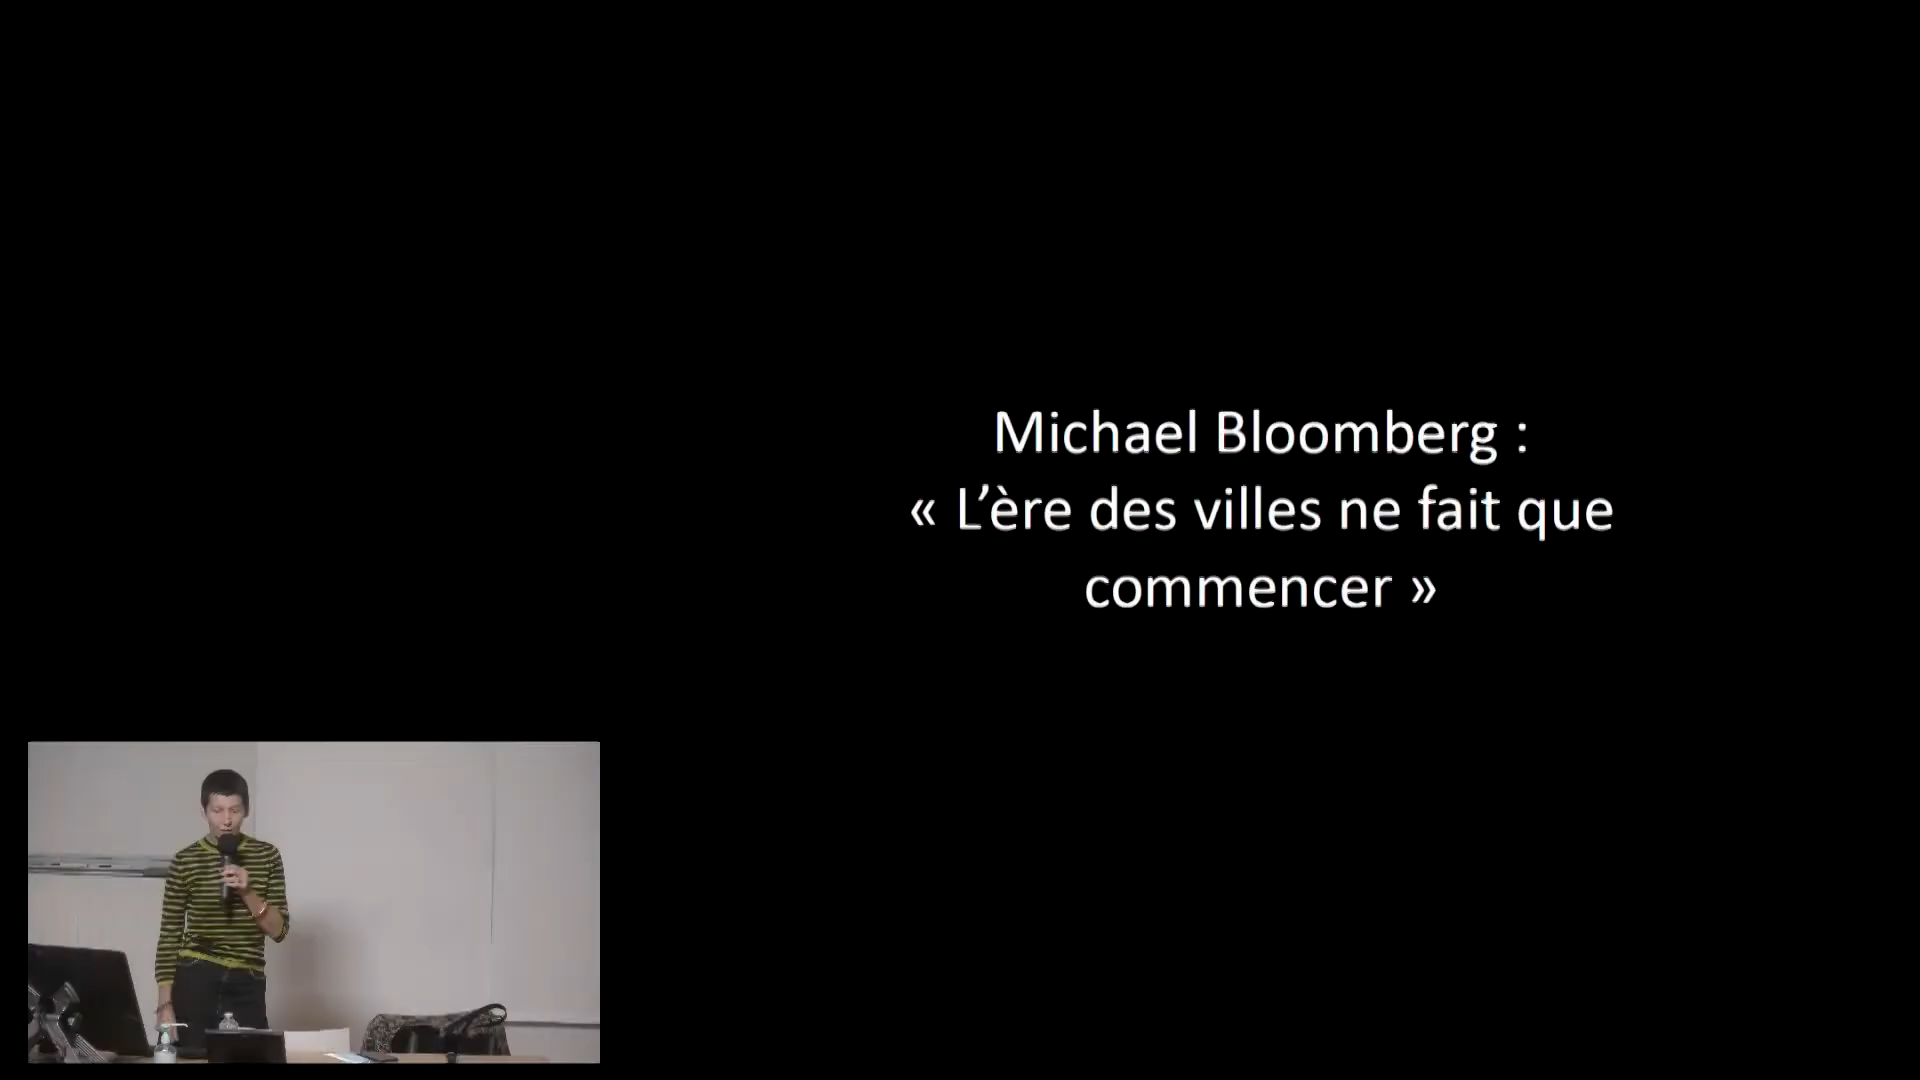 Michael Bloomberg :
« L’ère des villes ne fait que
commencer »